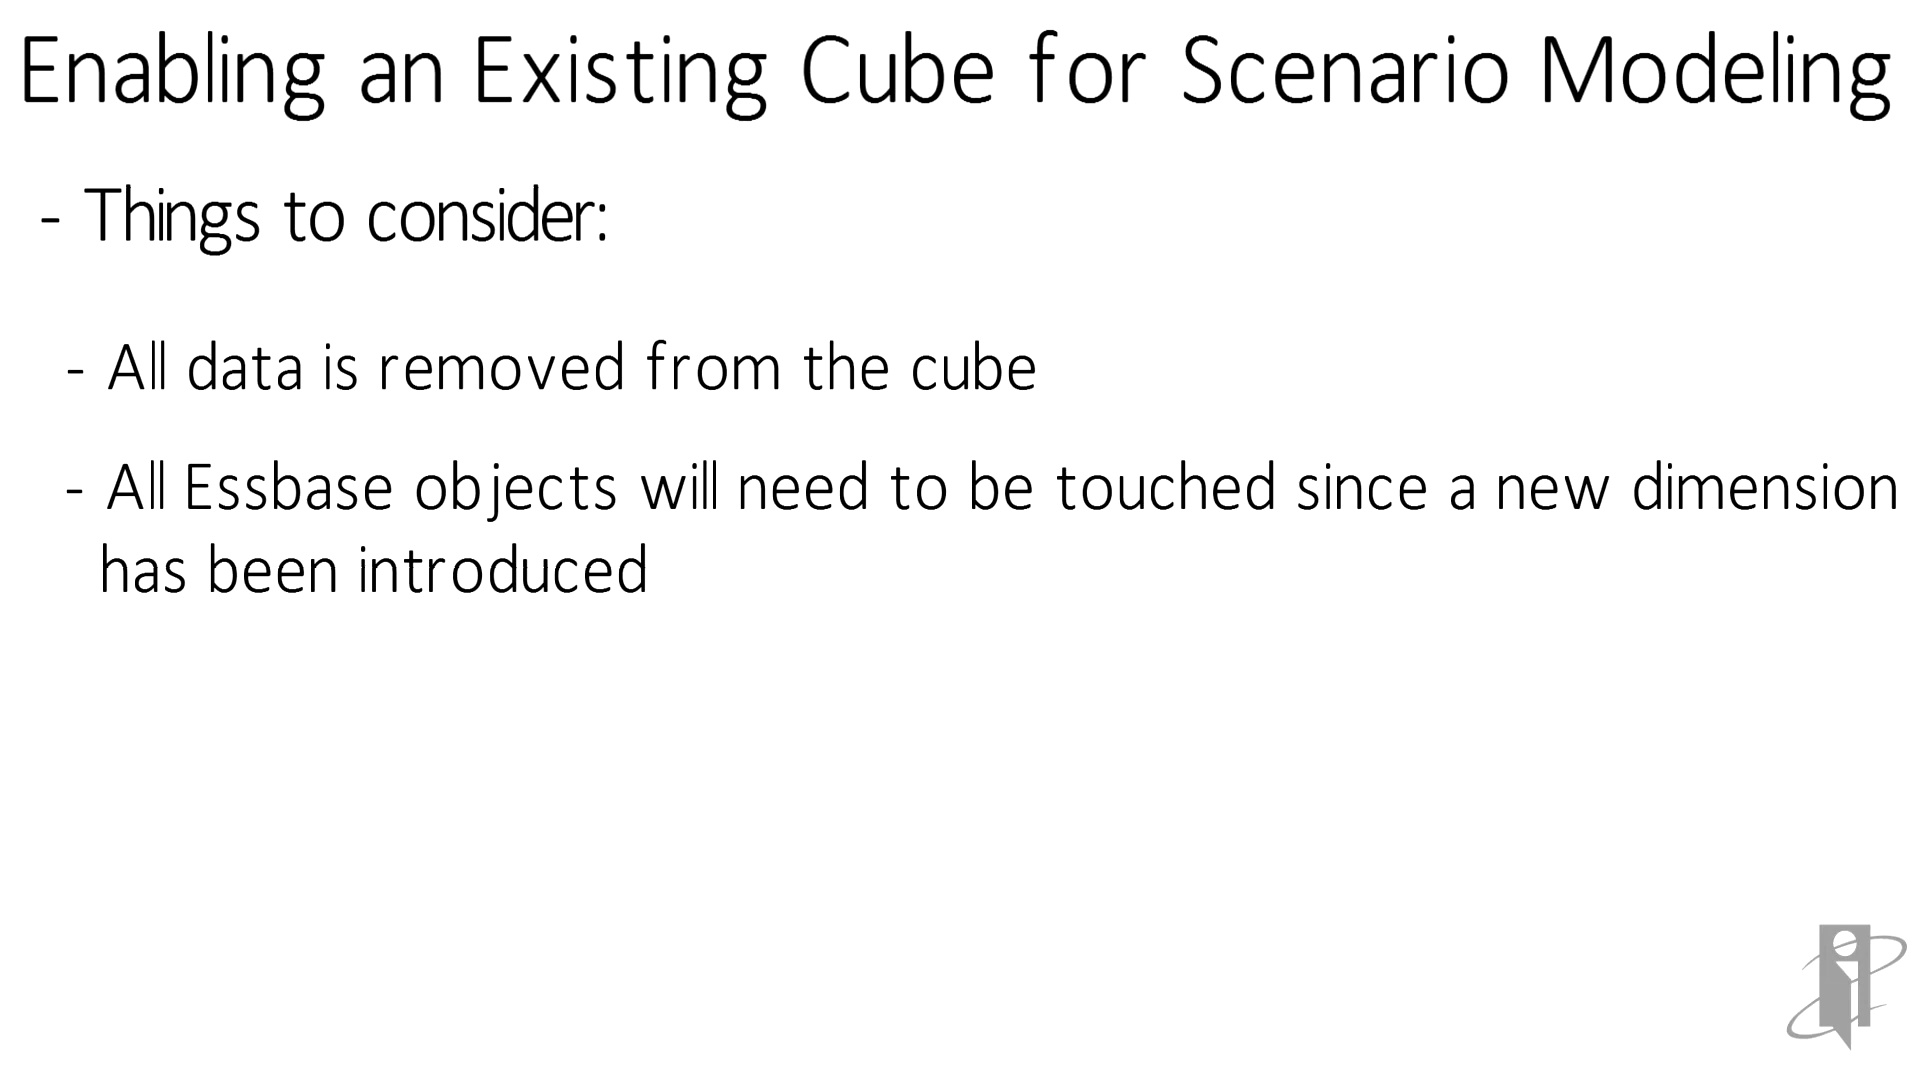 Enabling an Existing Cube for Scenario Modeling
- Things to consider:
- All data is removed from the cube
- All Essbase objects will need to be touched since a new dimension
has been introduced